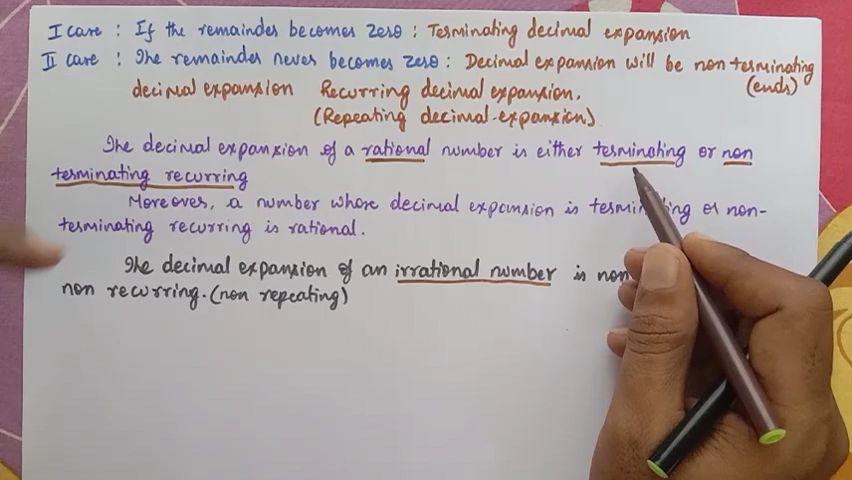 I case : If the remainder becomes zero : Terminating decimal expansion
II case : The remainder never becomes zero : Decimal expansion will be non terminating
(ends)
decimal expansion Recurring decimal expansion.
(Repeating decimal expansion)
The decimal expansion of a rational number is either terminating or non
terminating recurring
Moreover, a number whose decimal expansion is terminating or non-
terminating recurring is rational.
The decimal expansion of an irrational number is non
non recurring. (non repeating)